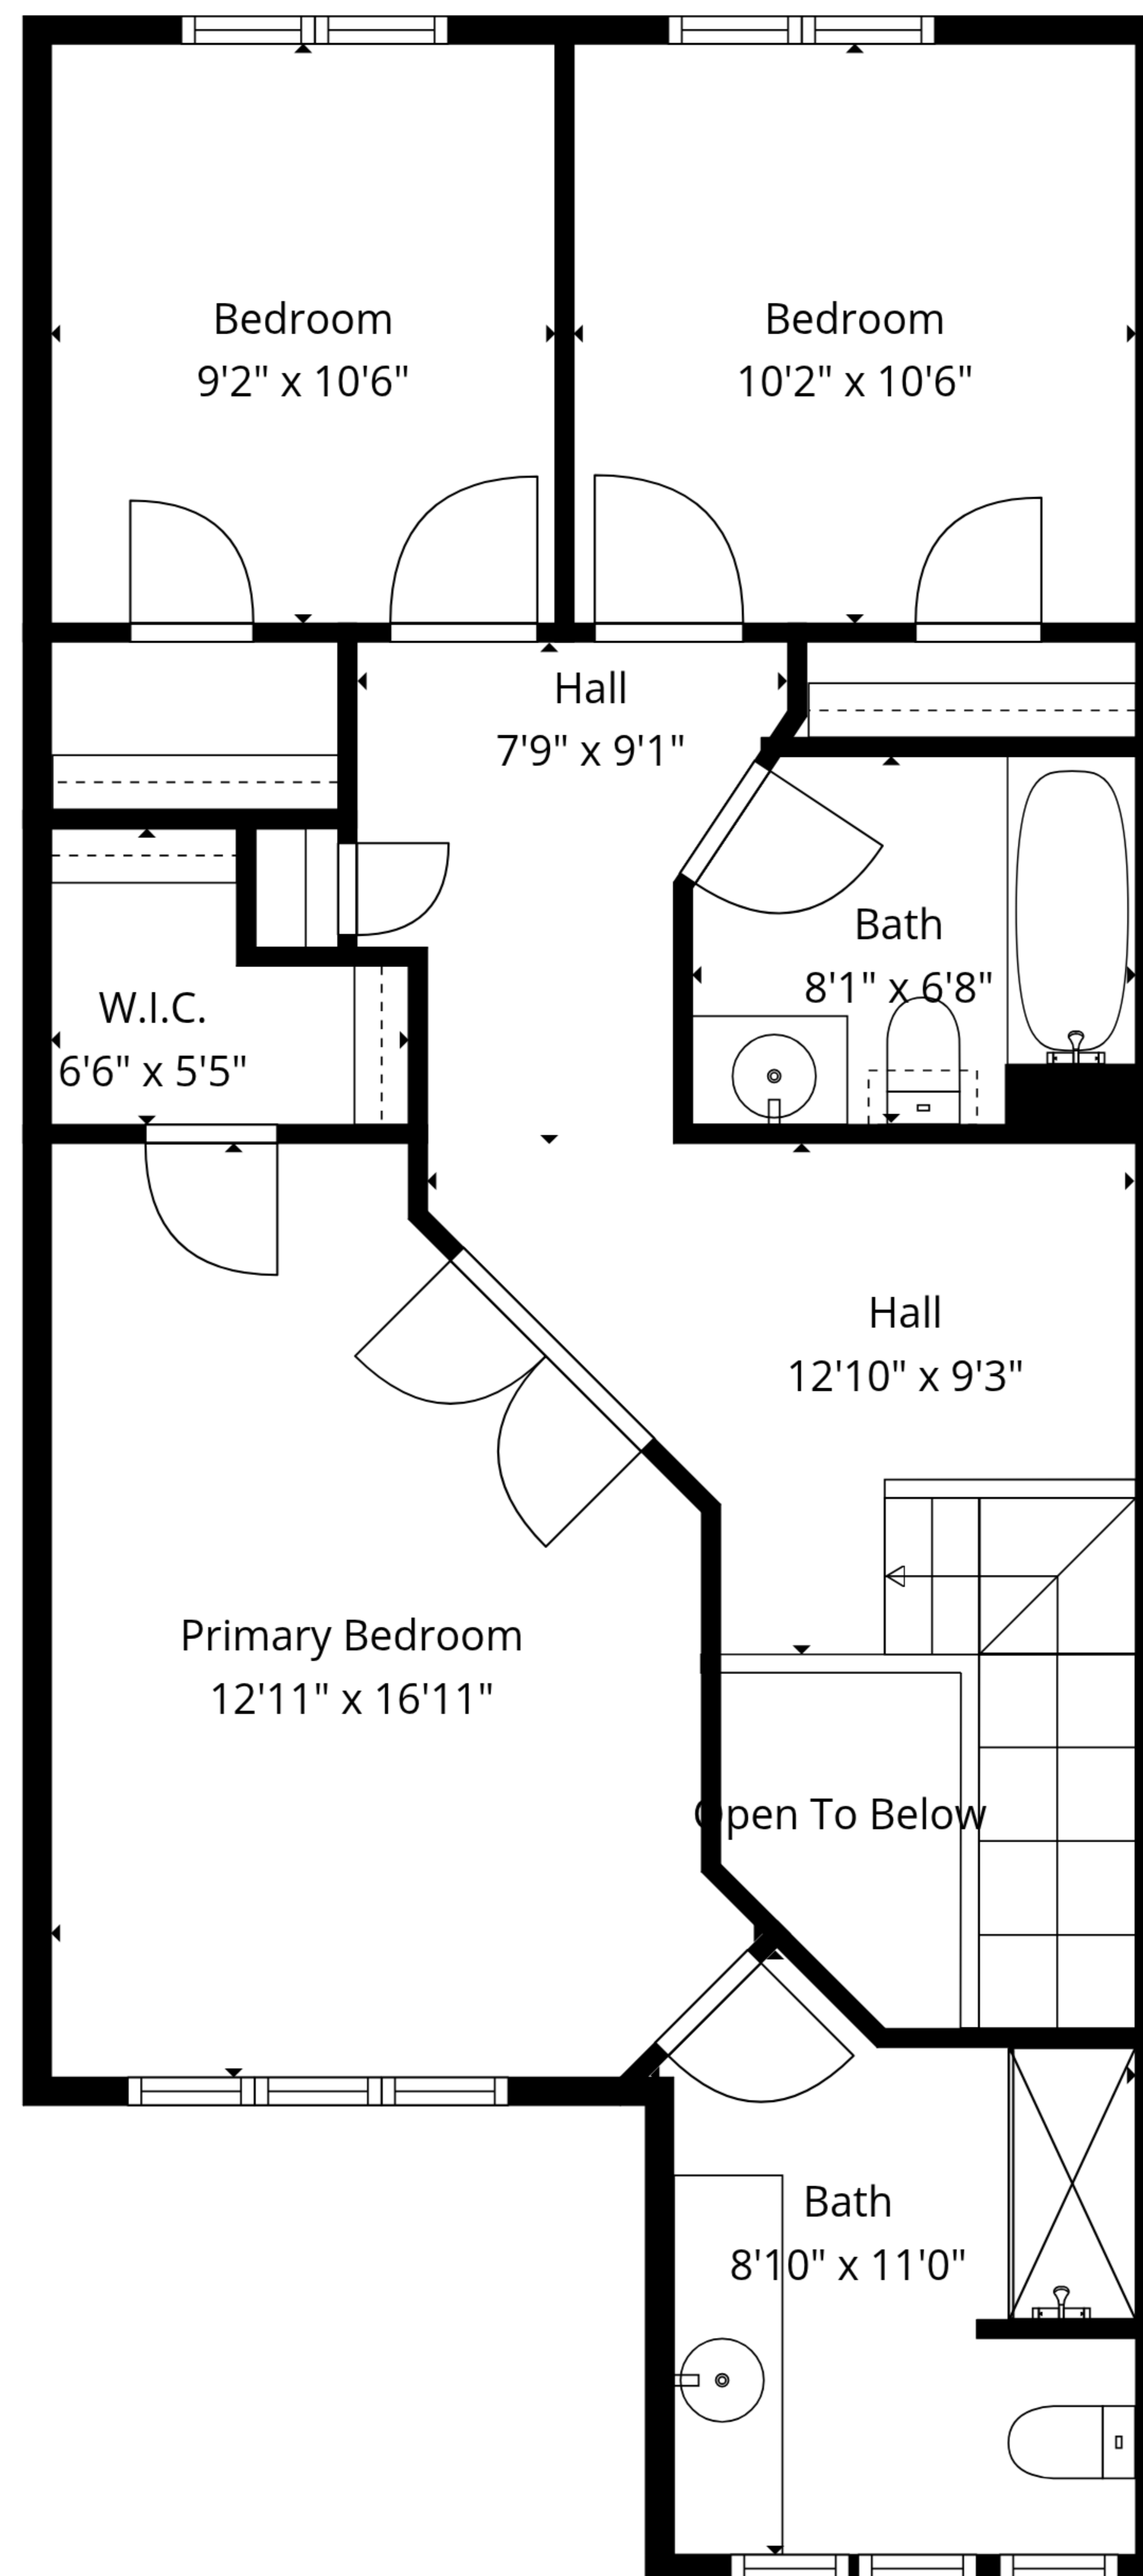 Bedroom
9'2" x 10'6"
Bedroom
10'2" x 10'6"
Hall
7'9" x 9'1"
Bath
8'1" x 6'8"
W.I.C.
6'6" x 5'5"
Hall
12'10" x 9'3"
Primary Bedroom
12'11" x 16'11"
Open To Below
Bath
8'10" x 11'0"